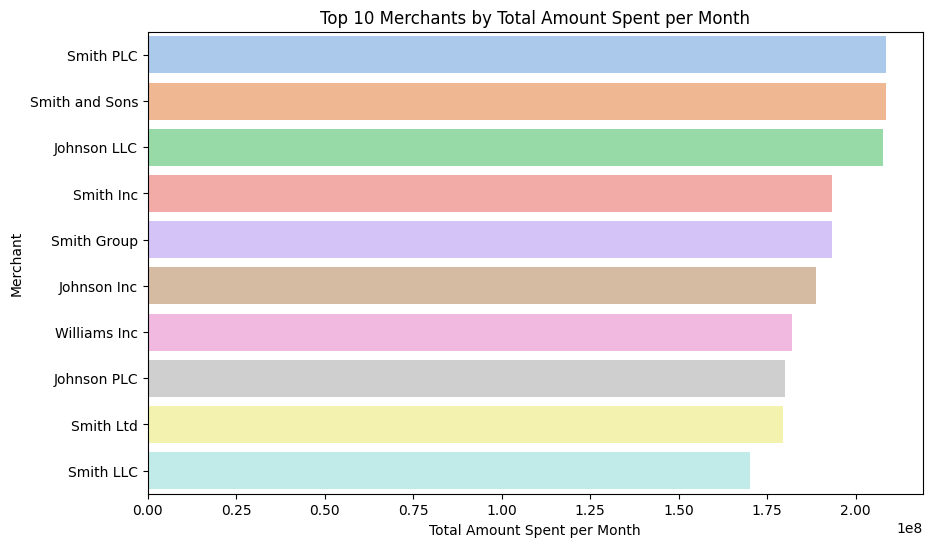 Top 10 Merchants by Total Amount Spent per Month
Smith PLC
Smith and Sons
Johnson LLC
Smith Inc
Smith Group
Johnson Inc
Williams Inc
Johnson PLC
Smith Ltd
Smith LLC
Merchant
0.00 0.25 0.50 0.75 1.00 1.25 1.50 1.75 2.00
Total Amount Spent per Month
1e8